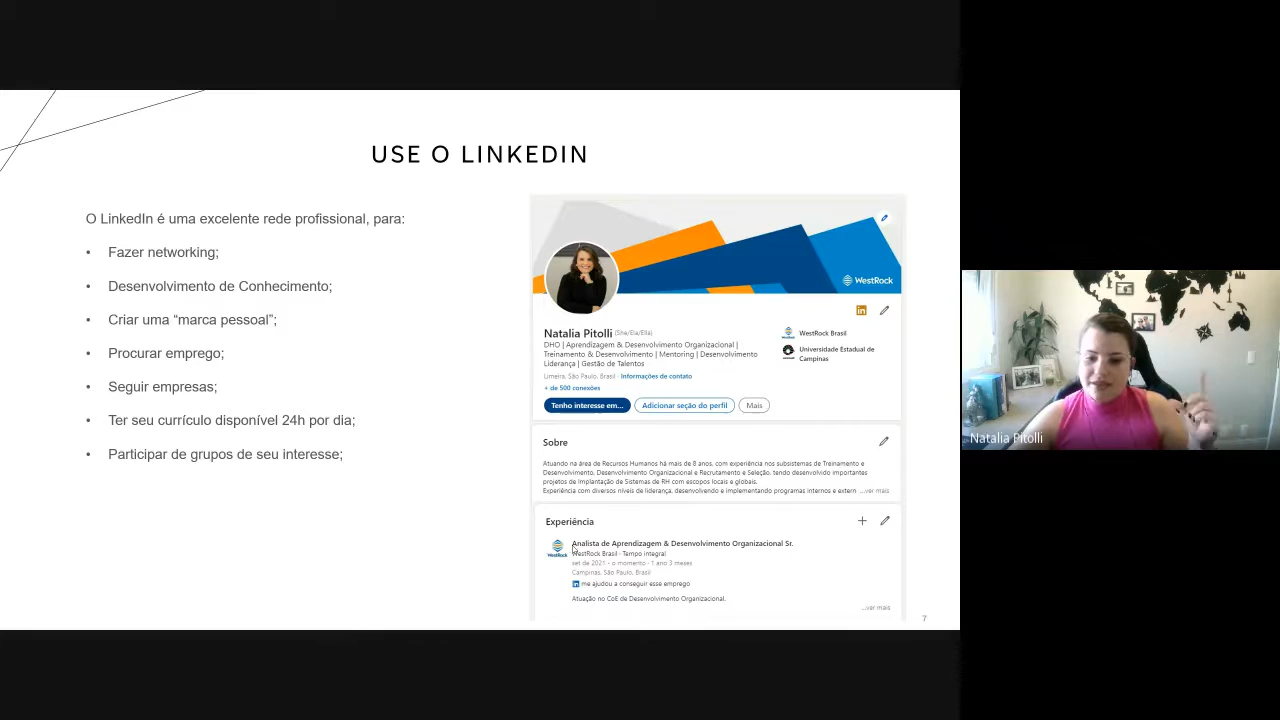 USE O LINKEDIN
O LinkedIn é uma excelente rede profissional, para:
• Fazer networking;
• Desenvolvimento de Conhecimento;
• Criar uma “marca pessoal”;
• Procurar emprego;
• Seguir empresas;
• Ter seu currículo disponível 24h por dia;
• Participar de grupos de seu interesse;
WestRock
in
Natalia Pitolli (She/Ela/Ella)
DHO | Aprendizagem & Desenvolvimento Organizacional |
Treinamento & Desenvolvimento | Mentoring | Desenvolvimento
Liderança | Gestão de Talentos
Limeira, São Paulo, Brasil · Informações de contato
+ de 500 conexões
WestRock Brasil
Universidade Estadual de
Campinas
Tenho interesse em...
Adicionar seção do perfil
Mais
Sobre
Atuando na área de Recursos Humanos há mais de 8 anos, com experiência nos subsistemas de Treinamento e
Desenvolvimento, Desenvolvimento Organizacional e Recrutamento e Seleção, tendo desenvolvido importantes
projetos de Implantação de Sistemas de RH com escopos locais e globais.
Experiência com diversos níveis de liderança, desenvolvendo e implementando programas internos e extern ...ver mais
Experiência
WestRock
Analista de Aprendizagem & Desenvolvimento Organizacional Sr.
WestRock Brasil · Tempo integral
set de 2021 - o momento · 1 ano 3 meses
Campinas, São Paulo, Brasil
in me ajudou a conseguir esse emprego
Atuação no CoE de Desenvolvimento Organizacional.
...ver mais
7
Natalia Pitolli